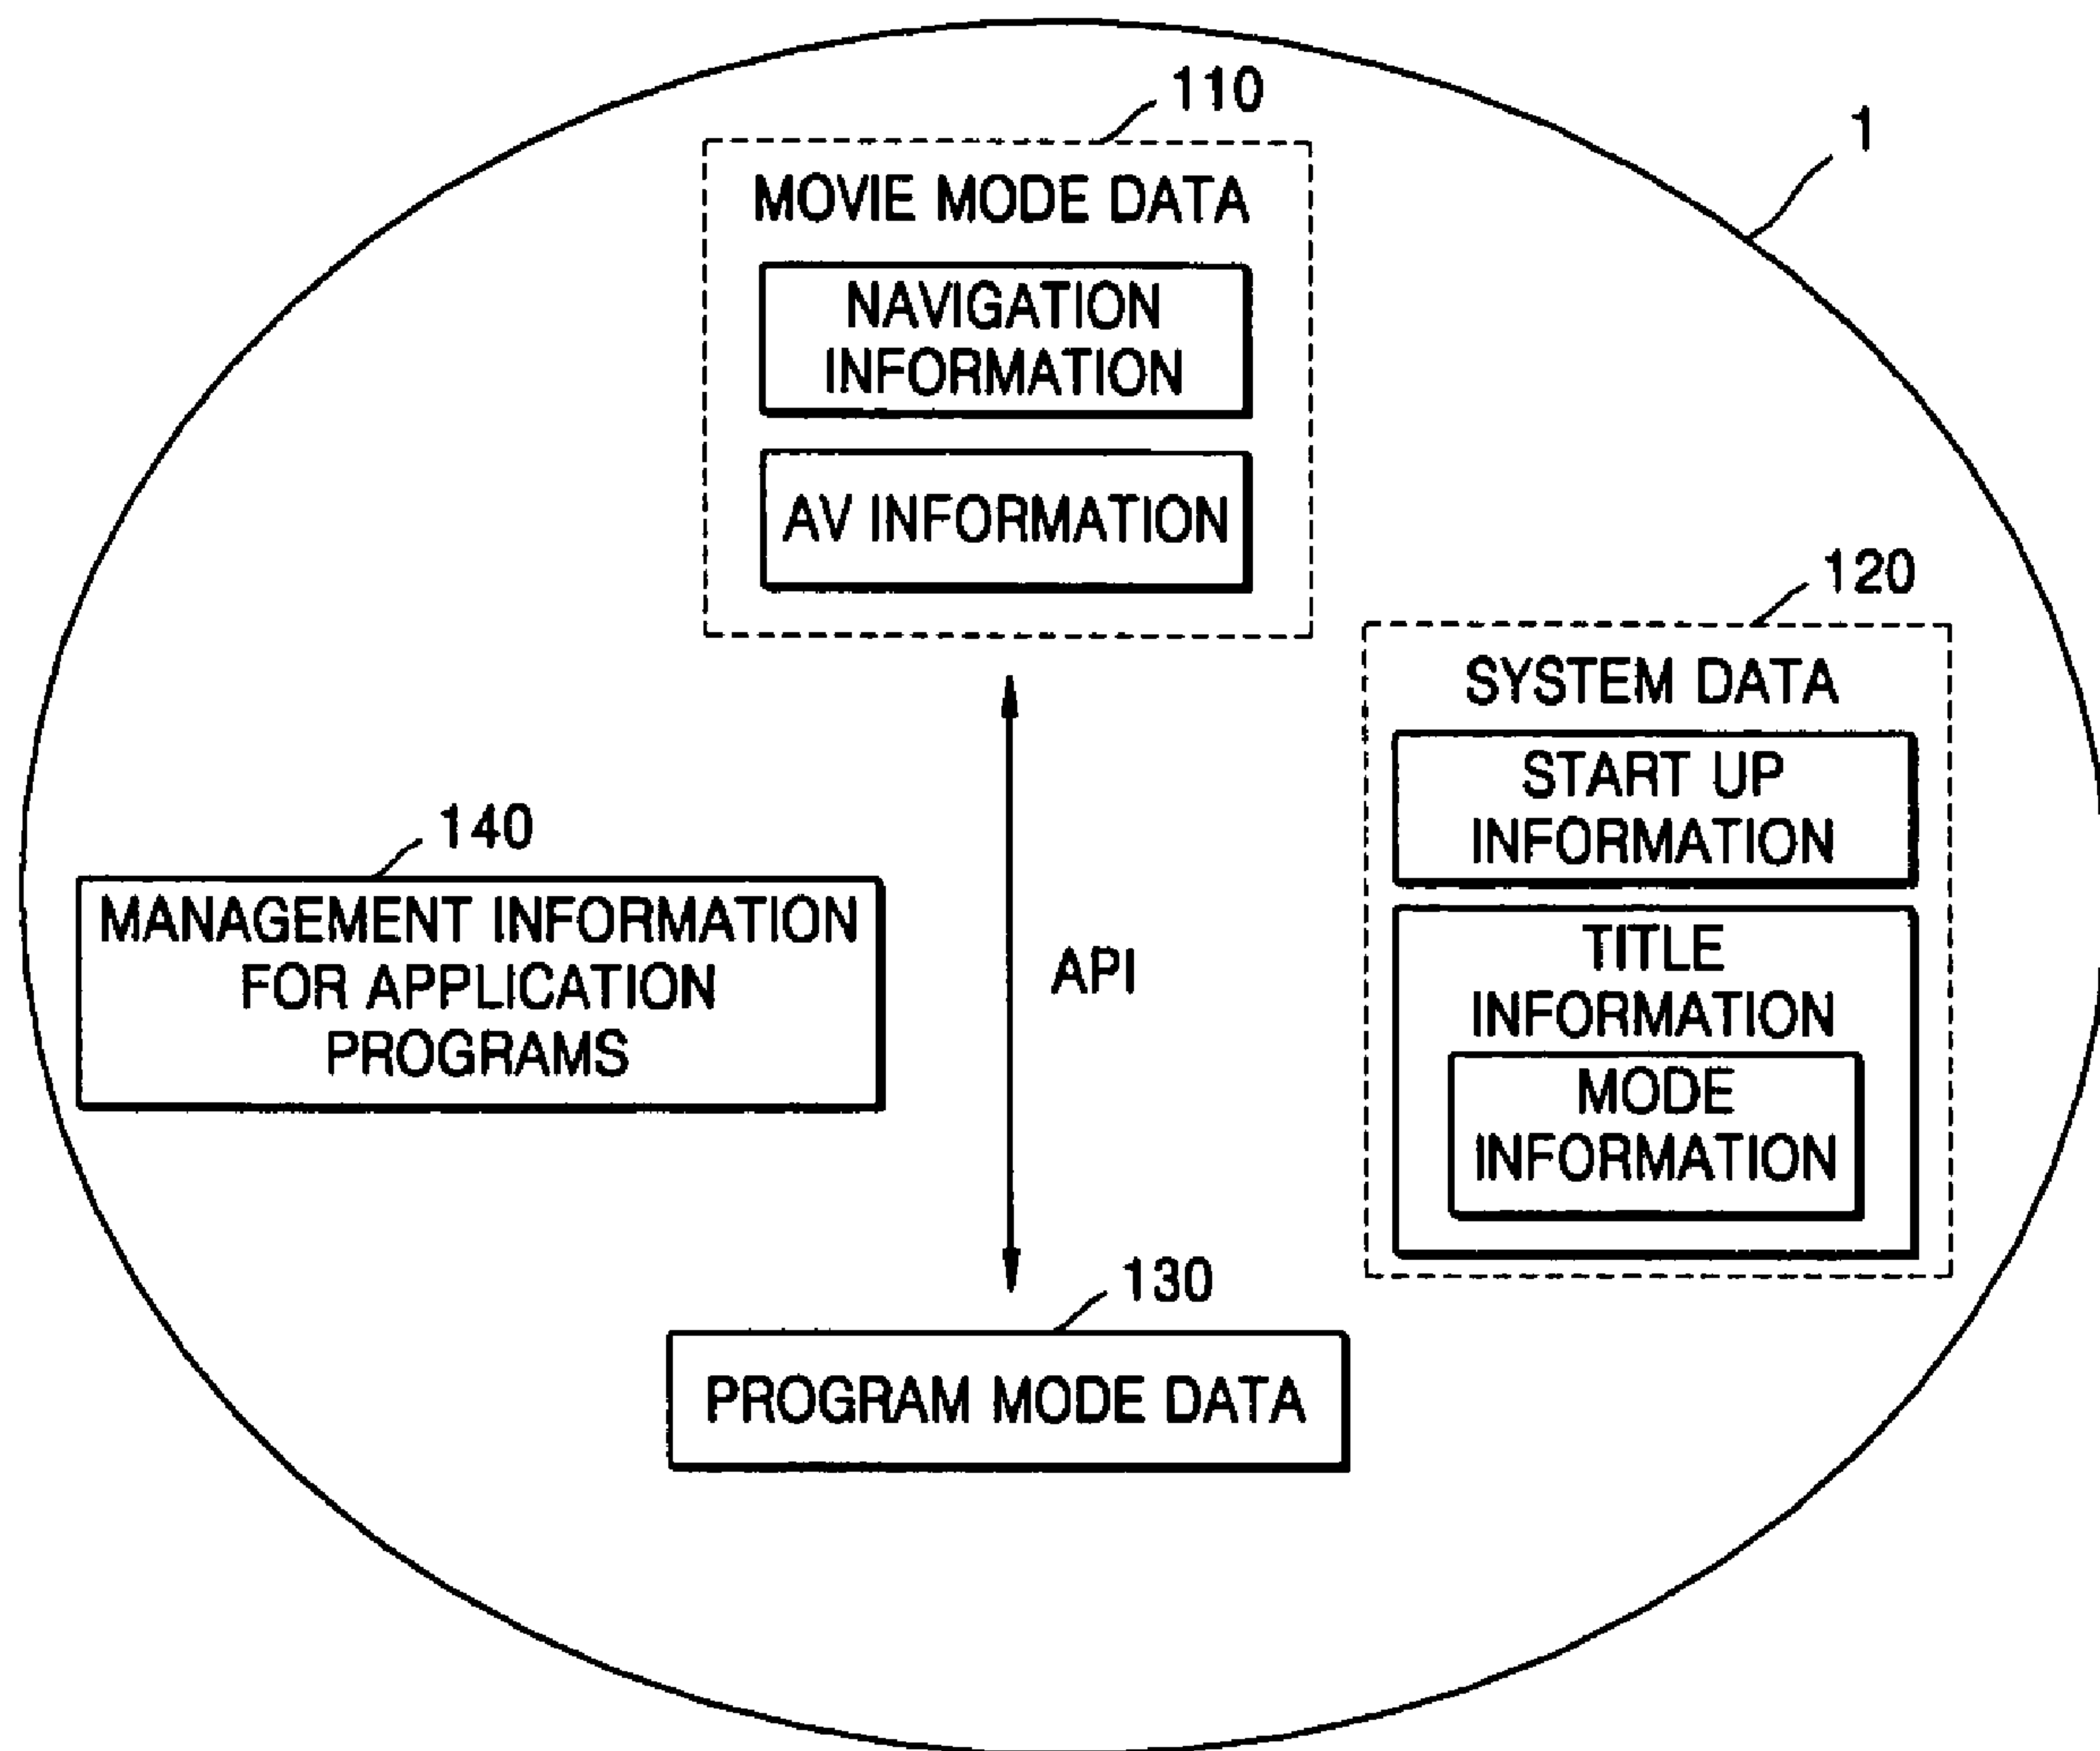 110
1
MOVIE MODE DATA
NAVIGATION
INFORMATION
AV INFORMATION
120
SYSTEM DATA
START UP
INFORMATION
TITLE
INFORMATION
MODE
INFORMATION
140
MANAGEMENT INFORMATION
FOR APPLICATION
PROGRAMS
API
130
PROGRAM MODE DATA